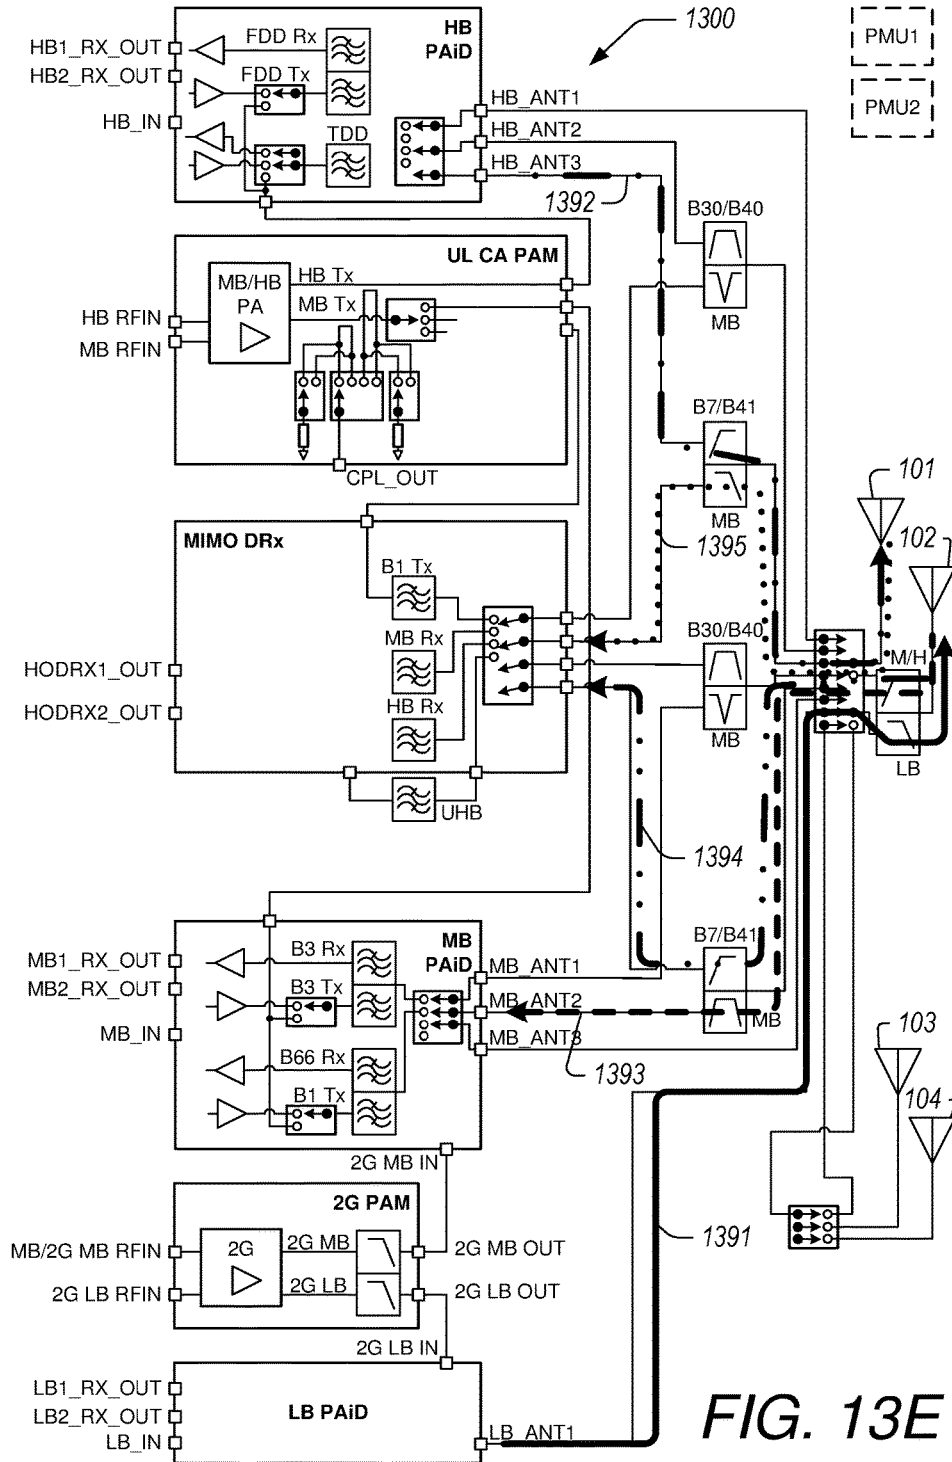 1300
PMU1
PMU2
HB
PAiD
FDD Rx
HB1_RX_OUT
HB2_RX_OUT
FDD Tx
HB_IN
TDD
HB_ANT1
HB_ANT2
HB_ANT3
1392
B30/B40
MB
UL CA PAM
MB/HB
PA
HB Tx
MB Tx
HB RFIN
MB RFIN
CPL_OUT
B7/B41
MB
1395
101
102
MIMO DRx
B1 Tx
MB Rx
HB Rx
HODRX1_OUT
HODRX2_OUT
UHB
B30/B40
MB
M/H
LB
1394
B7/B41
MB
MB
PAiD
B3 Rx
MB1_RX_OUT
MB2_RX_OUT
B3 Tx
MB_IN
B66 Rx
B1 Tx
MB_ANT1
MB_ANT2
MB_ANT3
1393
103
104
2G MB IN
2G PAM
2G
2G MB
2G LB
MB/2G MB RFIN
2G LB RFIN
2G MB OUT
2G LB OUT
1391
2G LB IN
LB1_RX_OUT
LB2_RX_OUT
LB_IN
LB PAiD
LB_ANT1
FIG. 13E